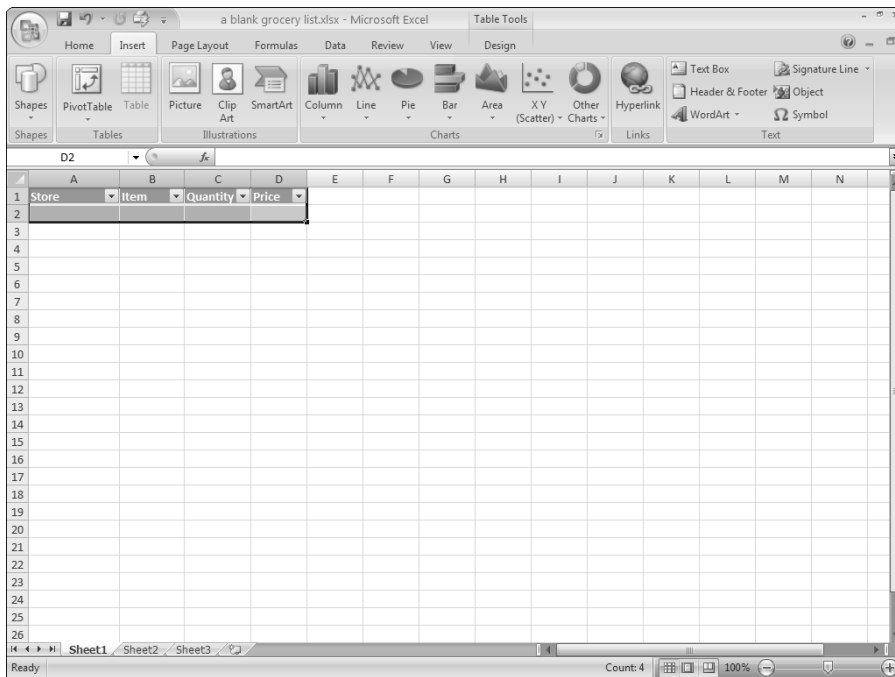 a blank grocery list.xlsx - Microsoft Excel Table Tools
Home Insert Page Layout Formulas Data Review View Design
Shapes PivotTable Table Picture Clip Art SmartArt Column Line Pie Bar Area X Y (Scatter) Other Charts Hyperlink
Text Box Signature Line
Header & Footer Object
WordArt Ω Symbol
Shapes Tables Illustrations Charts Links Text
D2 fx
A B C D E F G H I J K L M N
1 Store Item Quantity Price
2
3
4
5
6
7
8
9
10
11
12
13
14
15
16
17
18
19
20
21
22
23
24
25
26
Sheet1 Sheet2 Sheet3
Ready Count: 4 100%